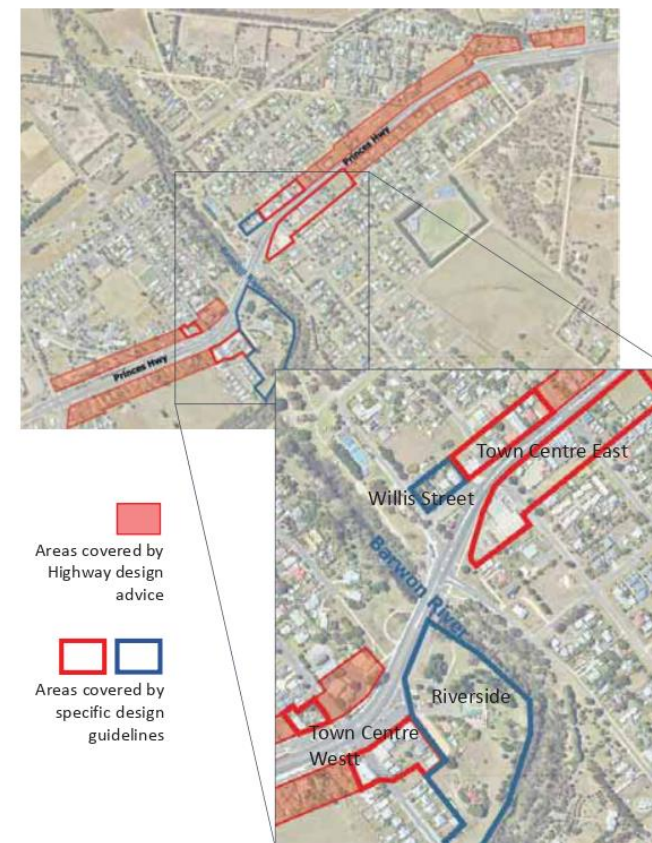 Princes Hwy
Princes Hwy
Areas covered by
Highway design
advice
Areas covered by
specific design
guidelines
Town Centre East
Willis Street
Barwon River
Riverside
Town Centre
Westt